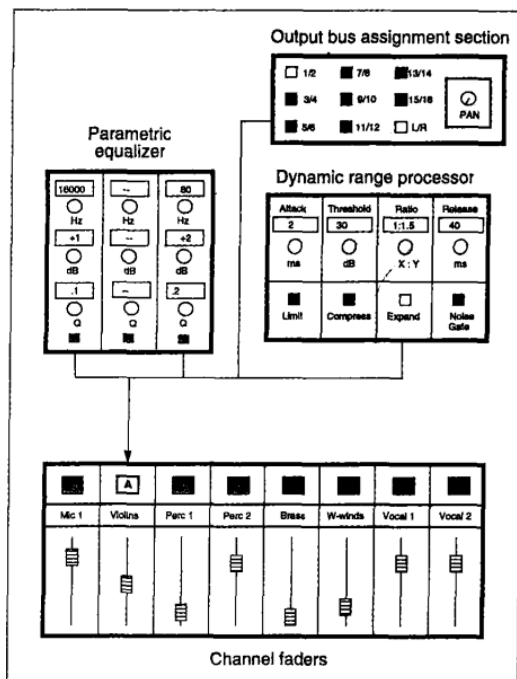 Output bus assignment section
1/2 7/8 13/14
3/4 9/10 15/16
5/6 11/12 L/R
PAN
Parametric
equalizer
16000 -- 80
Hz Hz Hz
+1 -- +2
dB dB dB
.1 -- .2
Q Q Q
Dynamic range processor
Attack Threshold Ratio Release
2 30 1:1.5 40
ms dB X : Y ms
Limit Compress Expand Noise
Gate
A
Mic 1 Violins Perc 1 Perc 2 Brass W-winds Vocal 1 Vocal 2
Channel faders